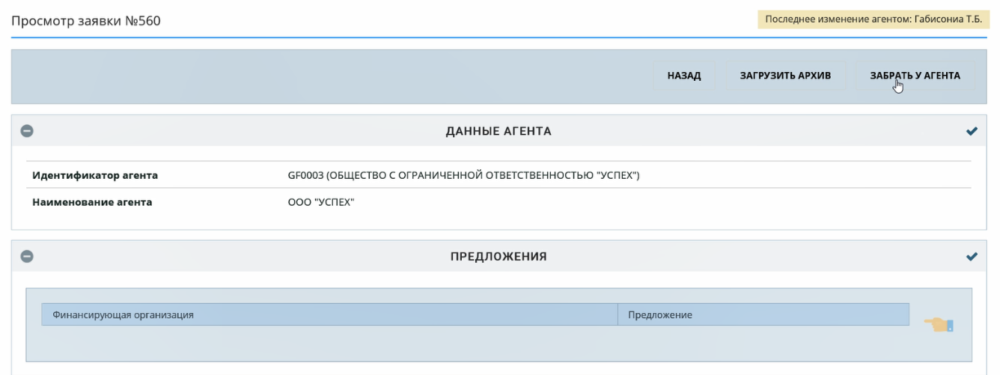 Просмотр заявки №560
Последнее изменение агентом: Габисониа Т.Б.
НАЗАД
ЗАГРУЗИТЬ АРХИВ
ЗАБРАТЬ У АГЕНТА
ДАННЫЕ АГЕНТА
Идентификатор агента
GF0003 (ОБЩЕСТВО С ОГРАНИЧЕННОЙ ОТВЕТСТВЕННОСТЬЮ "УСПЕХ")
Наименование агента
ООО "УСПЕХ"
ПРЕДЛОЖЕНИЯ
Финансирующая организация
Предложение